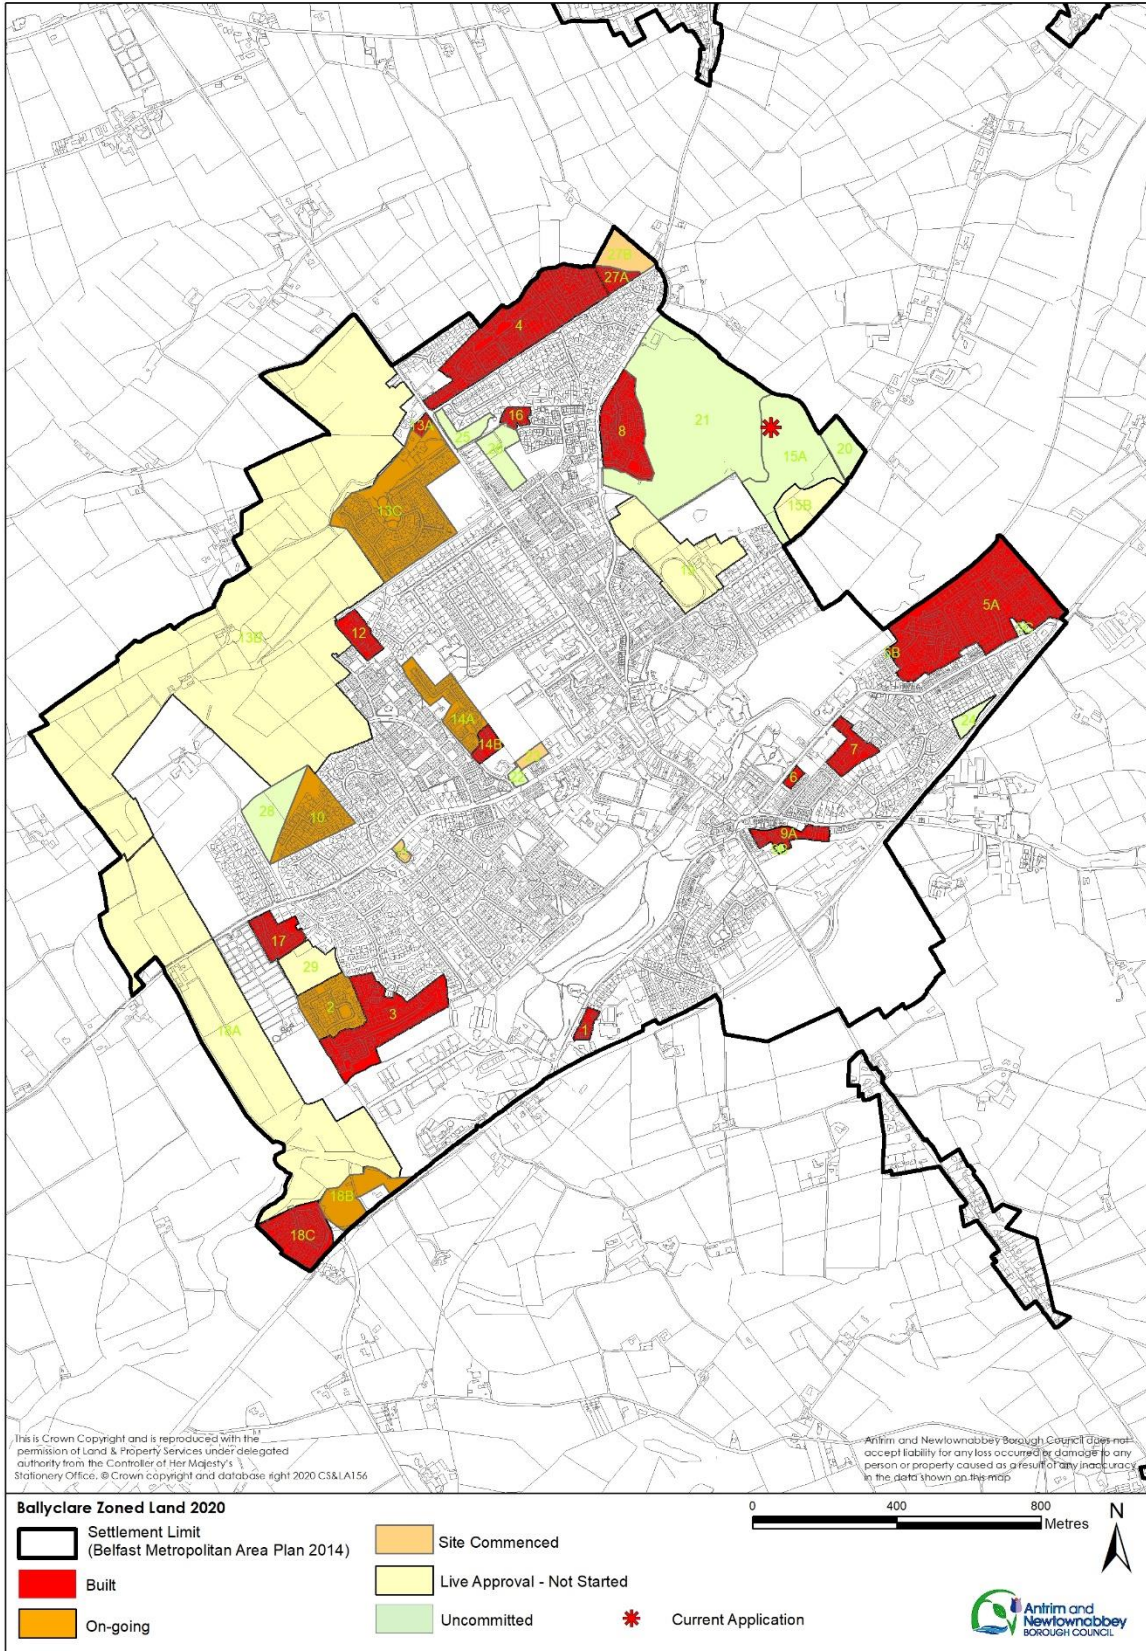 27B
27A
4
13A
16
25
8
21
15A
20
15B
13C
5A
5B
13B
12
14A
14B
22
7
6
24
9A
28
10
17
29
2
3
1
18A
18B
18C
This is Crown Copyright and is reproduced with the
permission of Land & Property Services under delegated
authority from the Controller of Her Majesty's
Stationery Office. © Crown copyright and database right 2020 CS&LA156
Antrim and Newtownabbey Borough Council does not
accept liability for any loss occurred or damage to any
person or property caused as a result of any inaccuracy
in the data shown on this map
Ballyclare Zoned Land 2020
Settlement Limit
(Belfast Metropolitan Area Plan 2014)
Built
On-going
Site Commenced
Live Approval - Not Started
Uncommitted
Current Application
0 400 800
Metres
N
Antrim and
Newtownabbey
BOROUGH COUNCIL